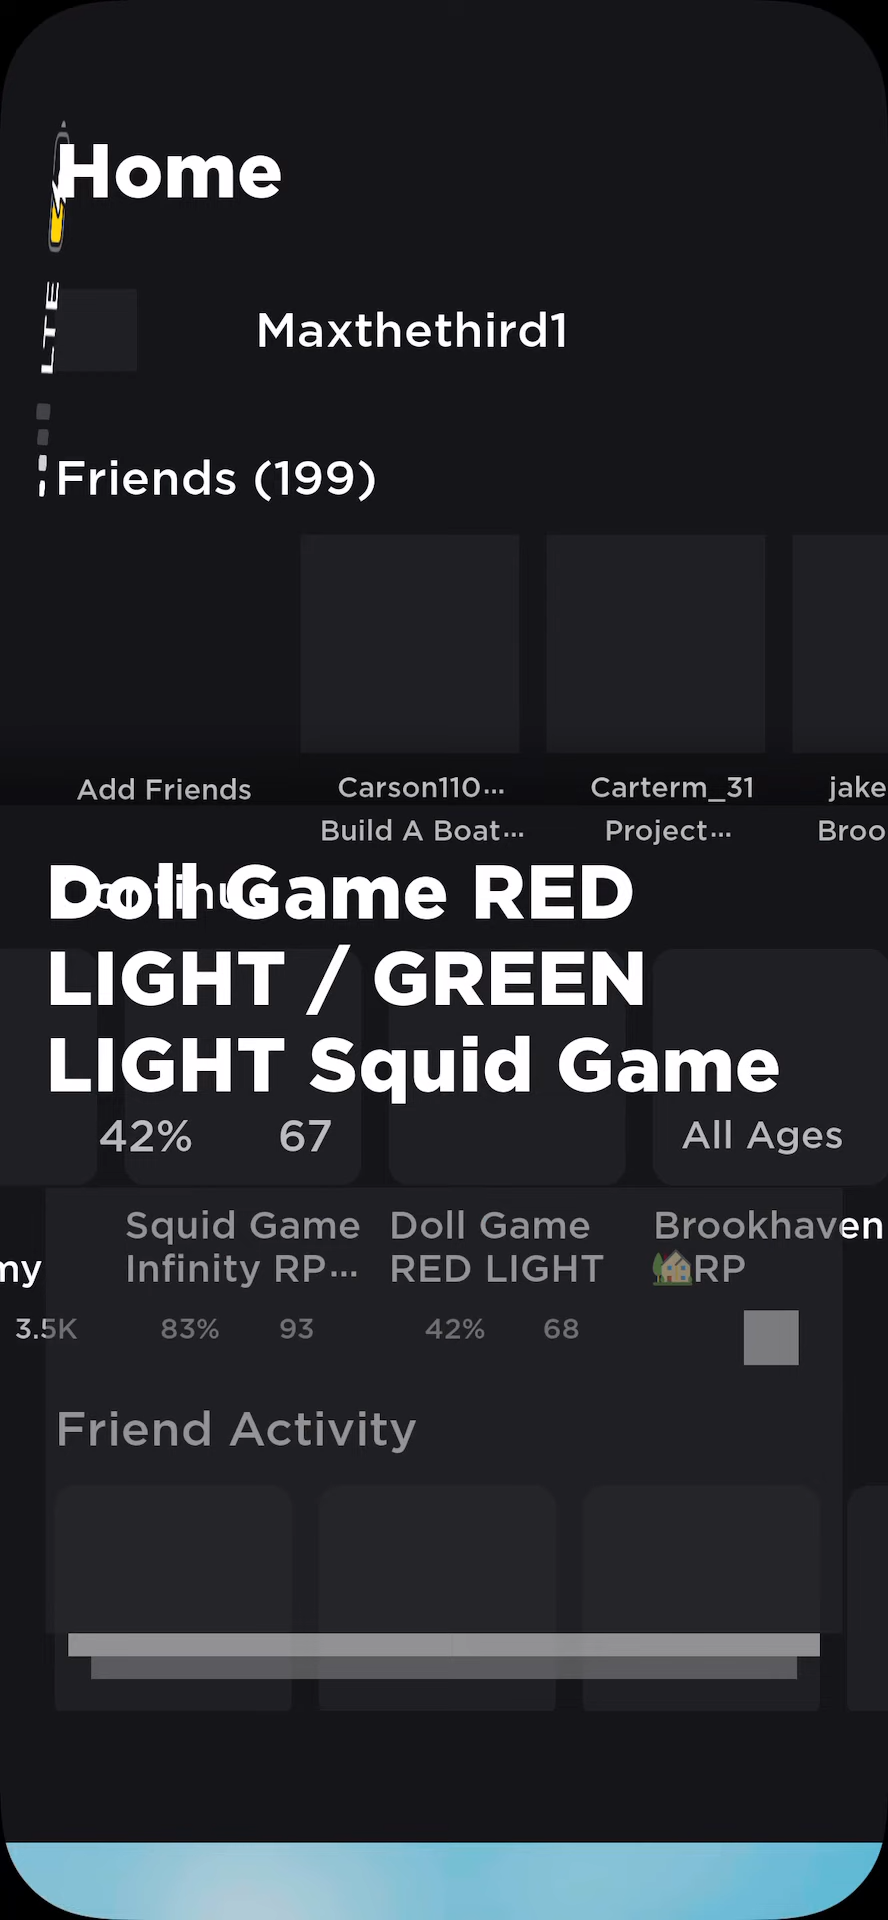 Home
LTE
Maxthethird1
Friends (199)
Add Friends
Carson110...
Build A Boat...
Carterm_31
Project...
jake
Broo
Doll Game RED
LIGHT / GREEN
LIGHT Squid Game
42% 67 All Ages
my
3.5K
Squid Game
Infinity RP...
83% 93
Doll Game
RED LIGHT
42% 68
Brookhaven
🏡RP
Friend Activity